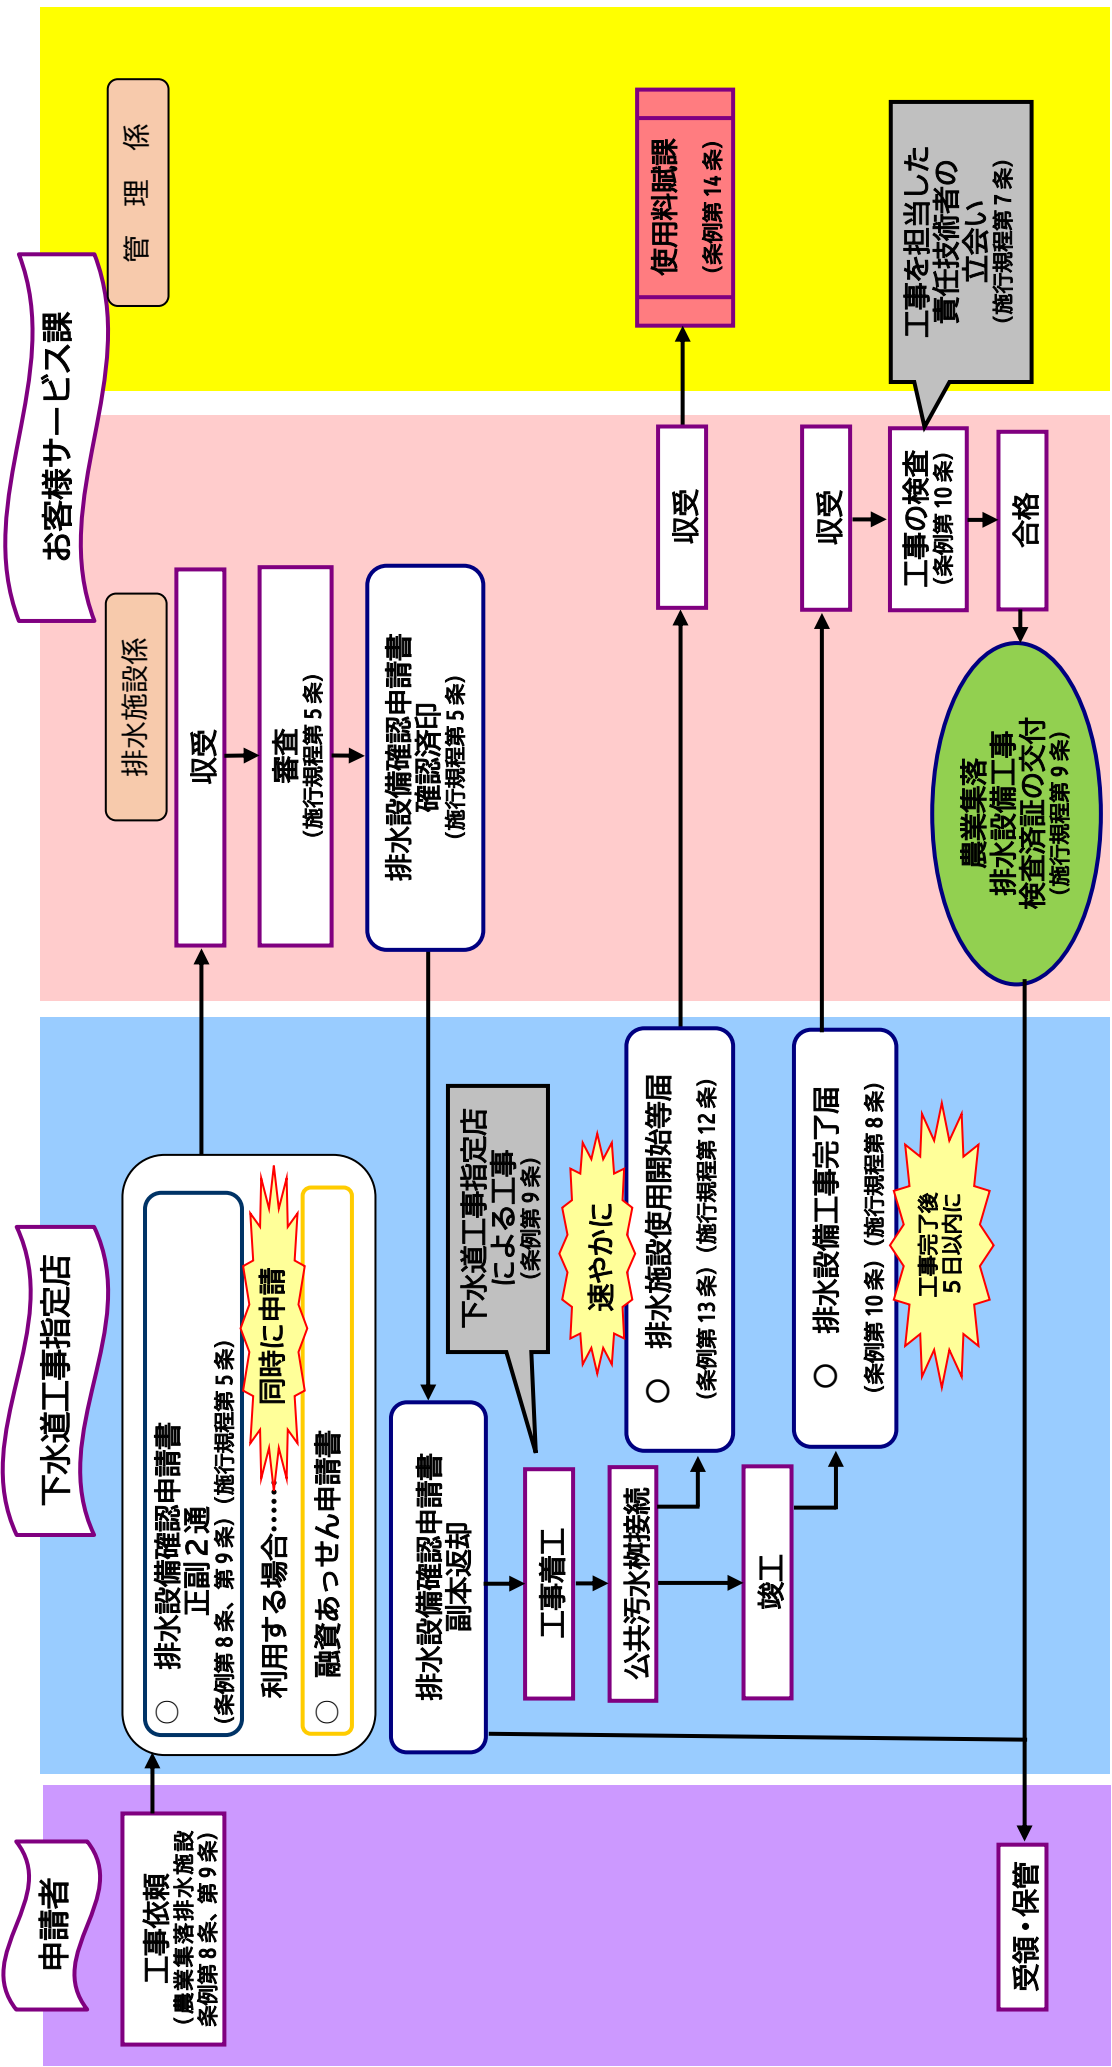 申請者
下水道工事指定店
お客様サービス課
排水施設係
管　理　係
工事依頼
（農業集落排水施設
条例第８条、第９条）
○　排水設備確認申請書
正副２通
（条例第８条、第９条）（施行規程第５条）
同時に申請
利用する場合……
○　融資あっせん申請書
収受
審査
（施行規程第５条）
排水設備確認申請書
確認済印
（施行規程第５条）
排水設備確認申請書
副本返却
下水道工事指定店
による工事
（条例第９条）
工事着工
公共汚水桝接続
速やかに
○　排水施設使用開始等届
（条例第13条）（施行規程第12条）
収受
使用料賦課
（条例第14条）
竣工
○　排水設備工事完了届
（条例第10条）（施行規程第８条）
工事完了後
５日以内に
収受
工事の検査
（条例第10条）
工事を担当した
責任技術者の
立会い
（施行規程第７条）
合格
農業集落
排水設備工事
検査済証の交付
（施行規程第９条）
受領・保管